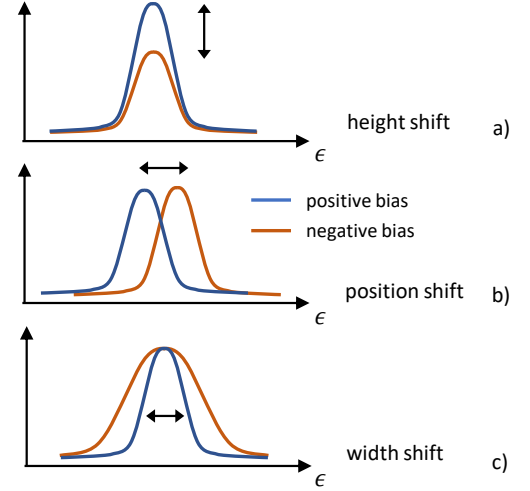 height shift a)
ϵ
positive bias
negative bias
position shift b)
ϵ
width shift c)
ϵ